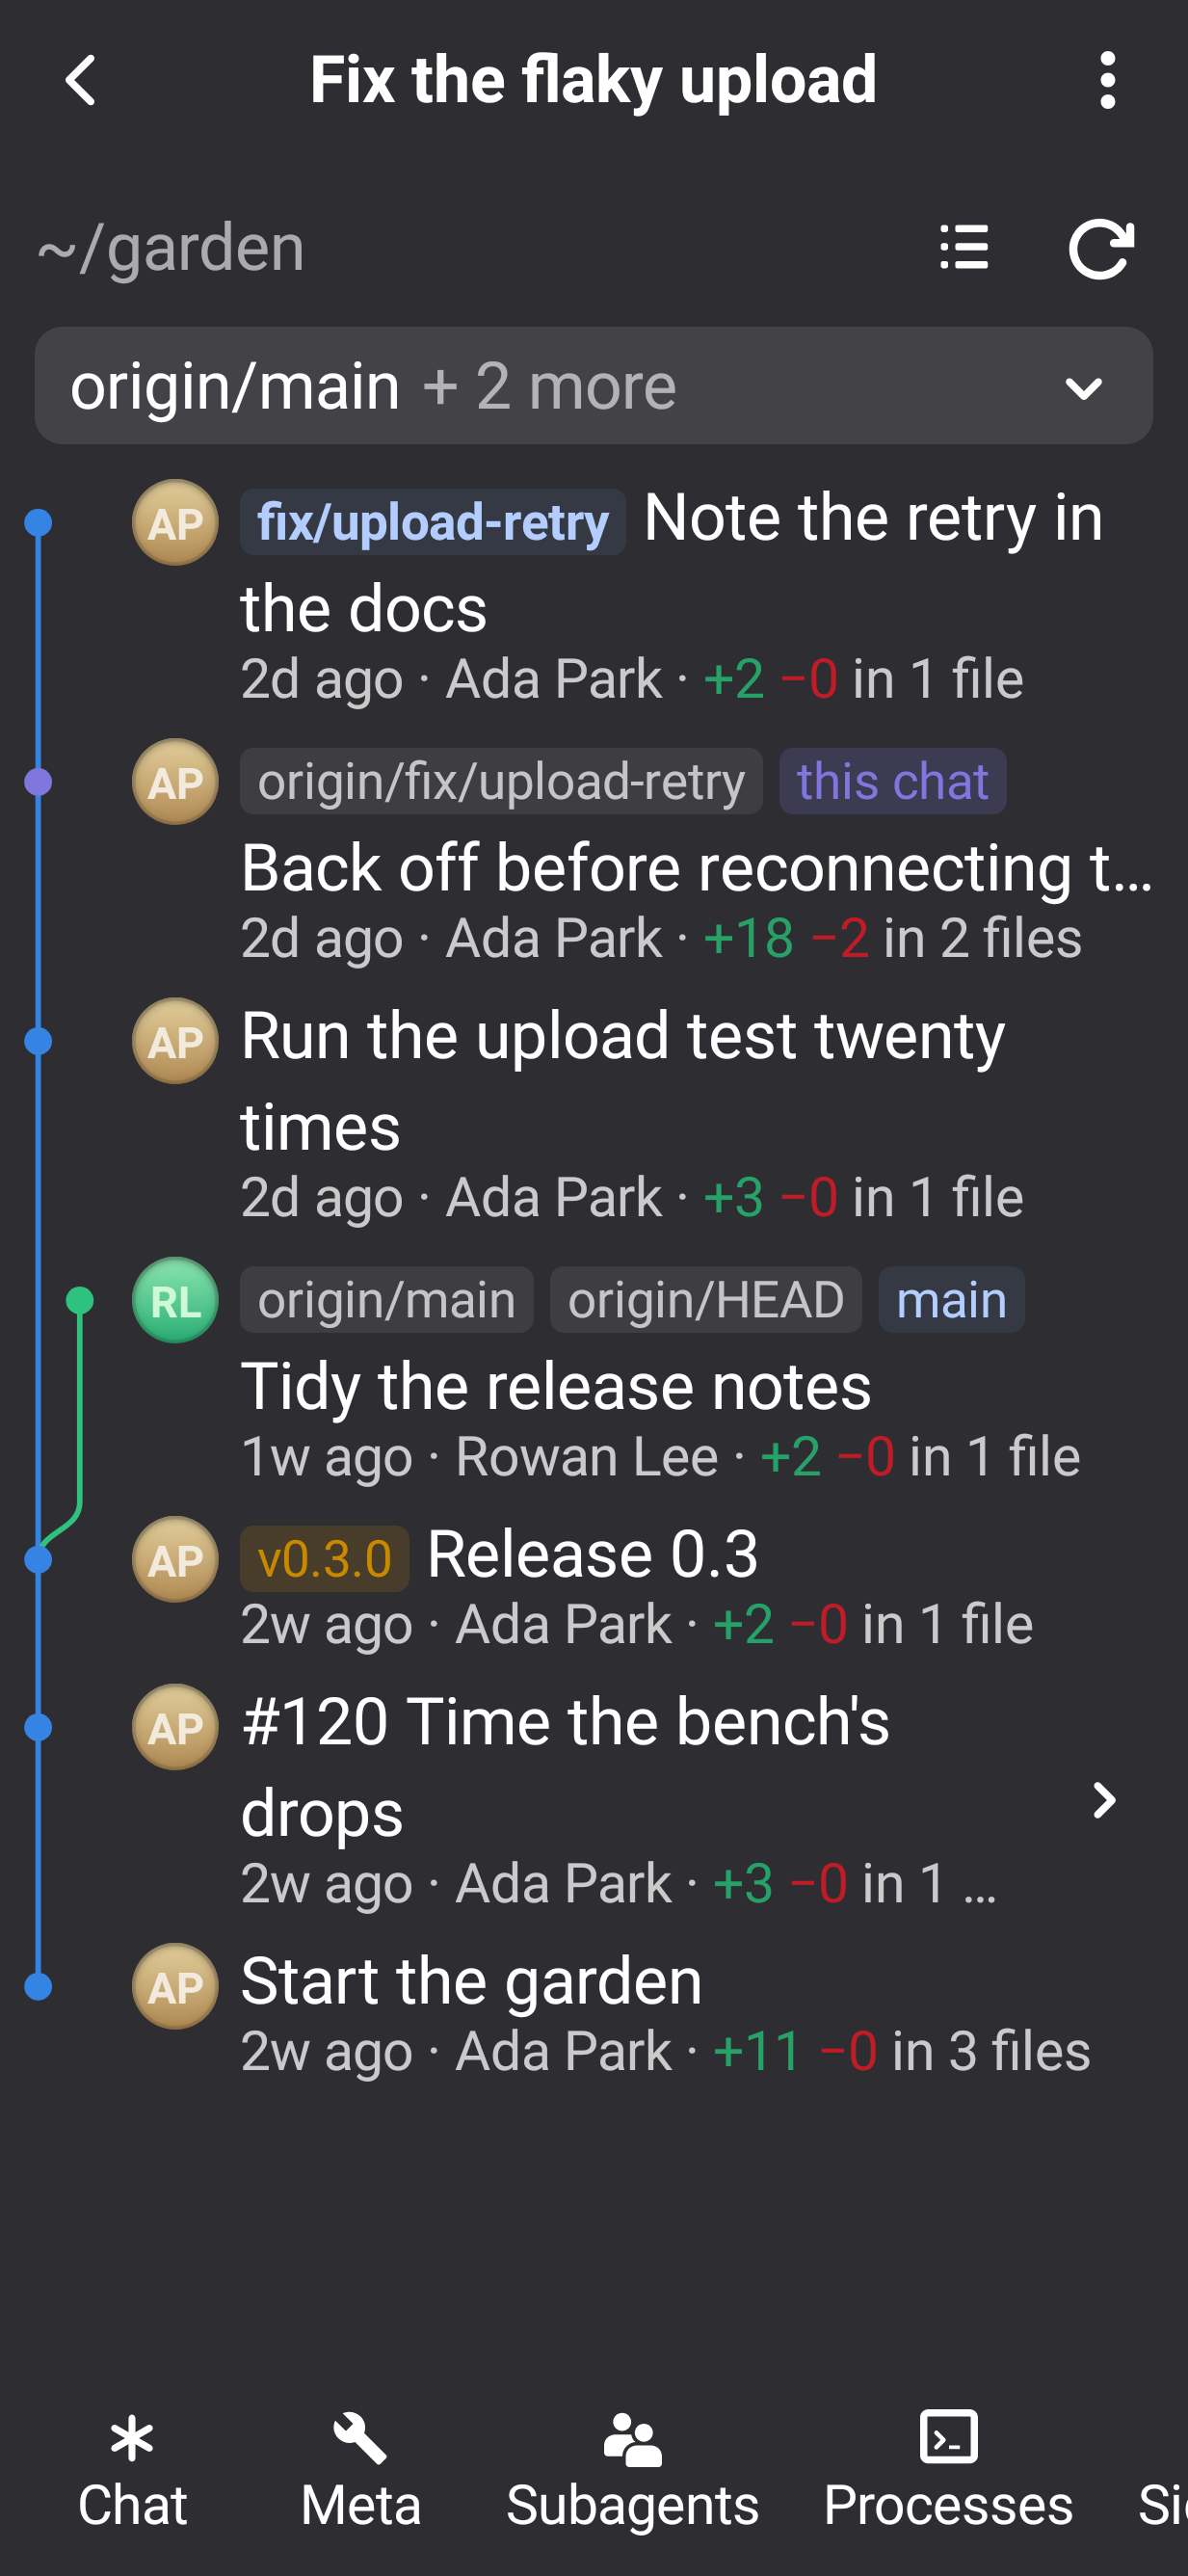 Fix the flaky upload
~/garden
origin/main + 2 more
AP fix/upload-retry Note the retry in
the docs
2d ago · Ada Park · +2 −0 in 1 file
AP origin/fix/upload-retry this chat
Back off before reconnecting t…
2d ago · Ada Park · +18 −2 in 2 files
AP Run the upload test twenty
times
2d ago · Ada Park · +3 −0 in 1 file
RL origin/main origin/HEAD main
Tidy the release notes
1w ago · Rowan Lee · +2 −0 in 1 file
AP v0.3.0 Release 0.3
2w ago · Ada Park · +2 −0 in 1 file
AP #120 Time the bench's
drops
2w ago · Ada Park · +3 −0 in 1 …
AP Start the garden
2w ago · Ada Park · +11 −0 in 3 files
Chat Meta Subagents Processes